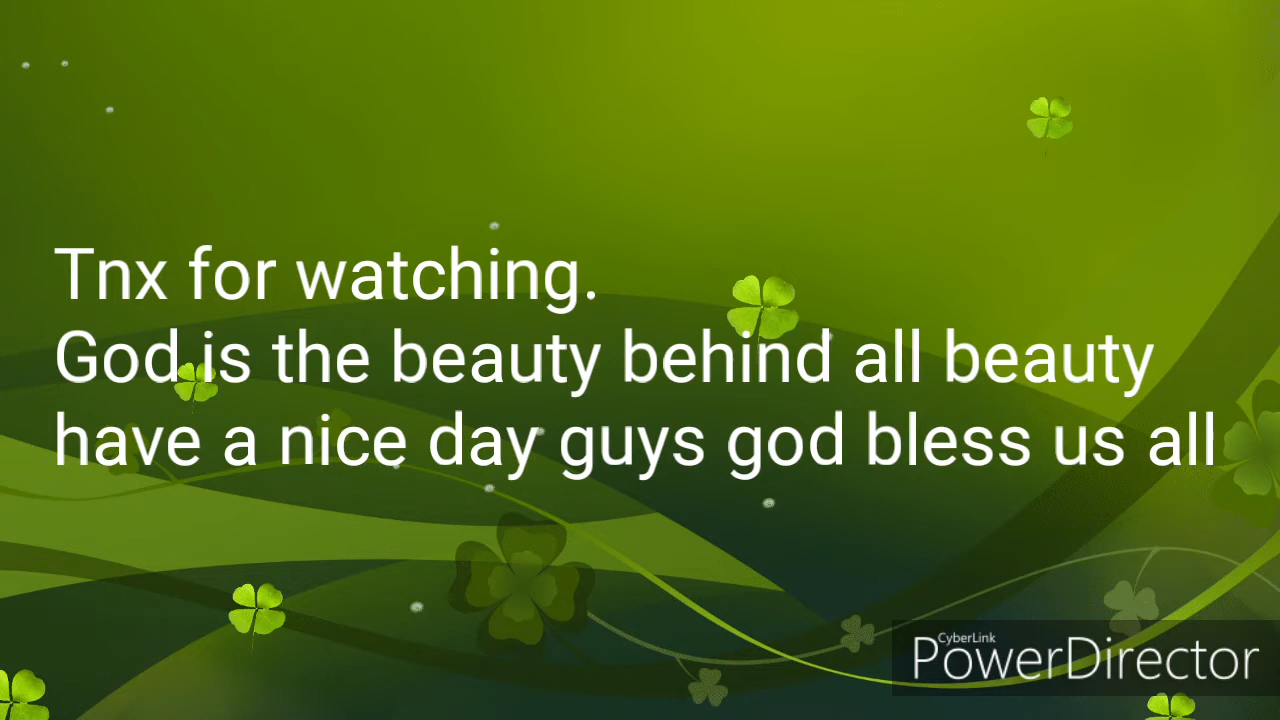 Tnx for watching.
God is the beauty behind all beauty
have a nice day guys god bless us all
CyberLink
PowerDirector